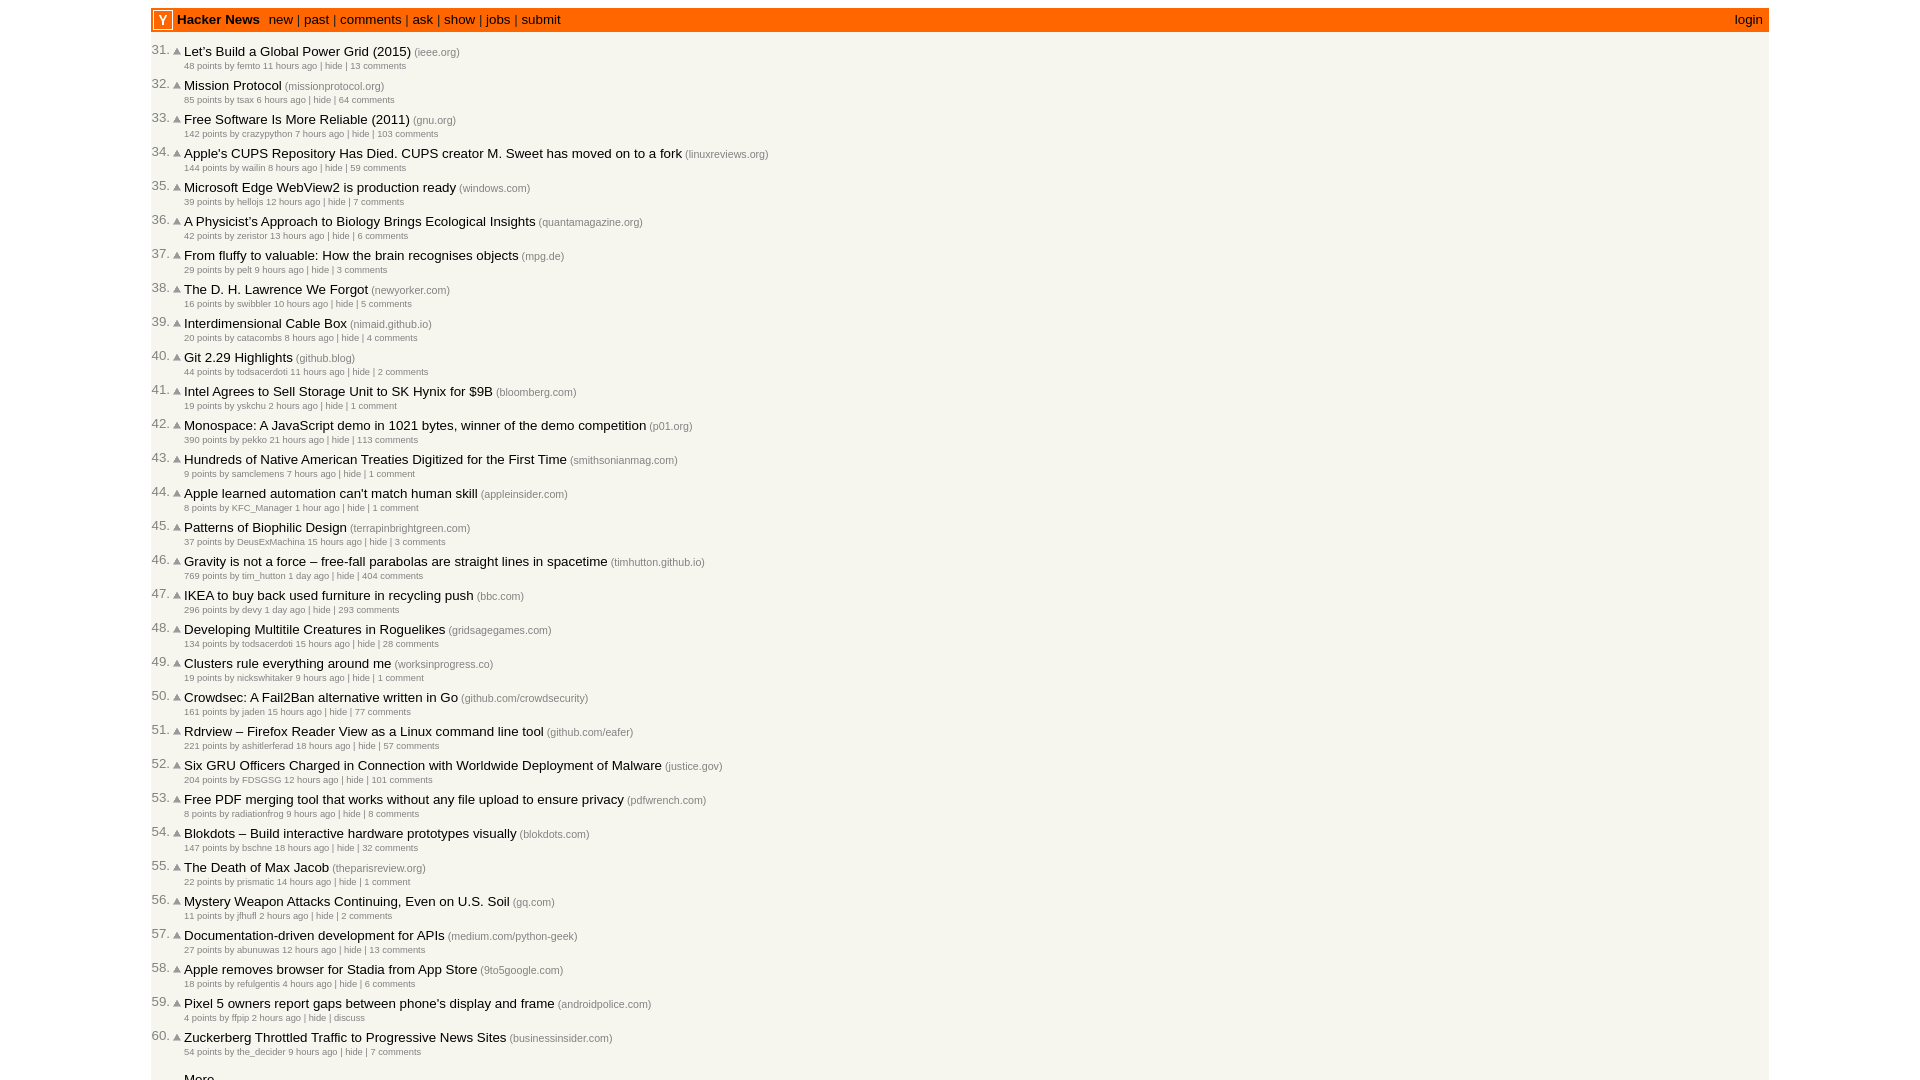 Y Hacker News new | past | comments | ask | show | jobs | submit login
31. Let's Build a Global Power Grid (2015) (ieee.org)
48 points by femto 11 hours ago | hide | 13 comments
32. Mission Protocol (missionprotocol.org)
85 points by tsax 6 hours ago | hide | 64 comments
33. Free Software Is More Reliable (2011) (gnu.org)
142 points by crazypython 7 hours ago | hide | 103 comments
34. Apple's CUPS Repository Has Died. CUPS creator M. Sweet has moved on to a fork (linuxreviews.org)
144 points by wailin 8 hours ago | hide | 59 comments
35. Microsoft Edge WebView2 is production ready (windows.com)
39 points by hellojs 12 hours ago | hide | 7 comments
36. A Physicist's Approach to Biology Brings Ecological Insights (quantamagazine.org)
42 points by zeristor 13 hours ago | hide | 6 comments
37. From fluffy to valuable: How the brain recognises objects (mpg.de)
29 points by pelt 9 hours ago | hide | 3 comments
38. The D. H. Lawrence We Forgot (newyorker.com)
16 points by swibbler 10 hours ago | hide | 5 comments
39. Interdimensional Cable Box (nimaid.github.io)
20 points by catacombs 8 hours ago | hide | 4 comments
40. Git 2.29 Highlights (github.blog)
44 points by todsacerdoti 11 hours ago | hide | 2 comments
41. Intel Agrees to Sell Storage Unit to SK Hynix for $9B (bloomberg.com)
19 points by yskchu 2 hours ago | hide | 1 comment
42. Monospace: A JavaScript demo in 1021 bytes, winner of the demo competition (p01.org)
390 points by pekko 21 hours ago | hide | 113 comments
43. Hundreds of Native American Treaties Digitized for the First Time (smithsonianmag.com)
9 points by samclemens 7 hours ago | hide | 1 comment
44. Apple learned automation can't match human skill (appleinsider.com)
8 points by KFC_Manager 1 hour ago | hide | 1 comment
45. Patterns of Biophilic Design (terrapinbrightgreen.com)
37 points by DeusExMachina 15 hours ago | hide | 3 comments
46. Gravity is not a force – free-fall parabolas are straight lines in spacetime (timhutton.github.io)
769 points by tim_hutton 1 day ago | hide | 404 comments
47. IKEA to buy back used furniture in recycling push (bbc.com)
296 points by devy 1 day ago | hide | 293 comments
48. Developing Multitile Creatures in Roguelikes (gridsagegames.com)
134 points by todsacerdoti 15 hours ago | hide | 28 comments
49. Clusters rule everything around me (worksinprogress.co)
19 points by nickswhitaker 9 hours ago | hide | 1 comment
50. Crowdsec: A Fail2Ban alternative written in Go (github.com/crowdsecurity)
161 points by jaden 15 hours ago | hide | 77 comments
51. Rdrview – Firefox Reader View as a Linux command line tool (github.com/eafer)
221 points by ashitlerferad 18 hours ago | hide | 57 comments
52. Six GRU Officers Charged in Connection with Worldwide Deployment of Malware (justice.gov)
204 points by FDSGSG 12 hours ago | hide | 101 comments
53. Free PDF merging tool that works without any file upload to ensure privacy (pdfwrench.com)
8 points by radiationfrog 9 hours ago | hide | 8 comments
54. Blokdots – Build interactive hardware prototypes visually (blokdots.com)
147 points by bschne 18 hours ago | hide | 32 comments
55. The Death of Max Jacob (theparisreview.org)
22 points by prismatic 14 hours ago | hide | 1 comment
56. Mystery Weapon Attacks Continuing, Even on U.S. Soil (gq.com)
11 points by jfhufl 2 hours ago | hide | 2 comments
57. Documentation-driven development for APIs (medium.com/python-geek)
27 points by abunuwas 12 hours ago | hide | 13 comments
58. Apple removes browser for Stadia from App Store (9to5google.com)
18 points by refulgentis 4 hours ago | hide | 6 comments
59. Pixel 5 owners report gaps between phone's display and frame (androidpolice.com)
4 points by ffpip 2 hours ago | hide | discuss
60. Zuckerberg Throttled Traffic to Progressive News Sites (businessinsider.com)
54 points by the_decider 9 hours ago | hide | 7 comments
More